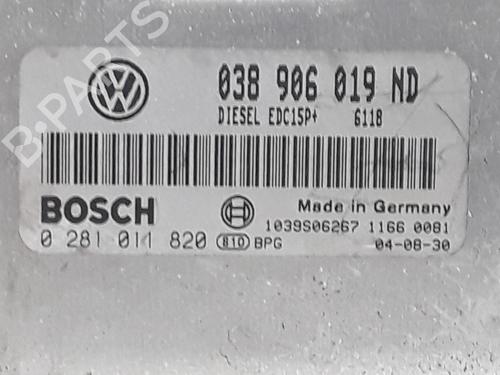 038 906 019 ND
DIESEL EDC15P+ 6118
BOSCH
Made in Germany
1039S06267 1166 0081
0 281 011 820 810 BPG 04-08-30
B-PARTS